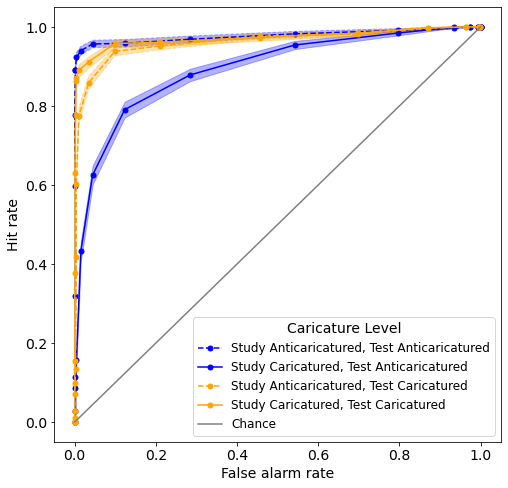 1.0
0.8
0.6
0.4
0.2
0.0
Hit rate
Caricature Level
Study Anticaricatured, Test Anticaricatured
Study Caricatured, Test Anticaricatured
Study Anticaricatured, Test Caricatured
Study Caricatured, Test Caricatured
Chance
0.0 0.2 0.4 0.6 0.8 1.0
False alarm rate